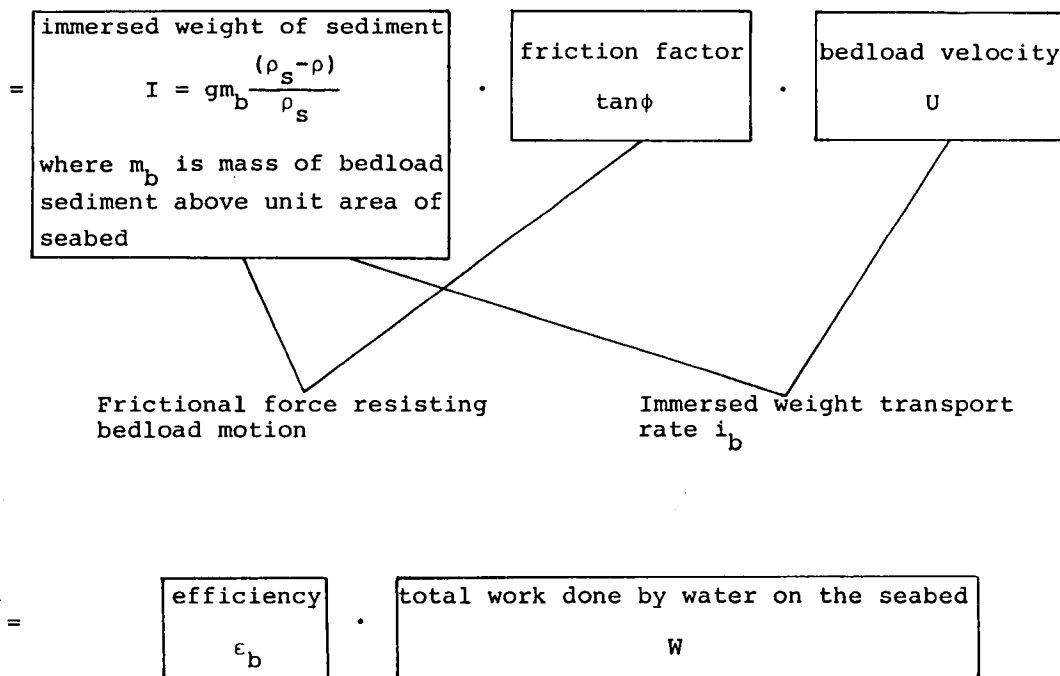 immersed weight of sediment
= I = gm_b (ρ_s-ρ)/ρ_s
where m_b is mass of bedload
sediment above unit area of
seabed
·
friction factor
tanϕ
·
bedload velocity
U
Frictional force resisting
bedload motion
Immersed weight transport
rate i_b
=
efficiency
ε_b
·
total work done by water on the seabed
W